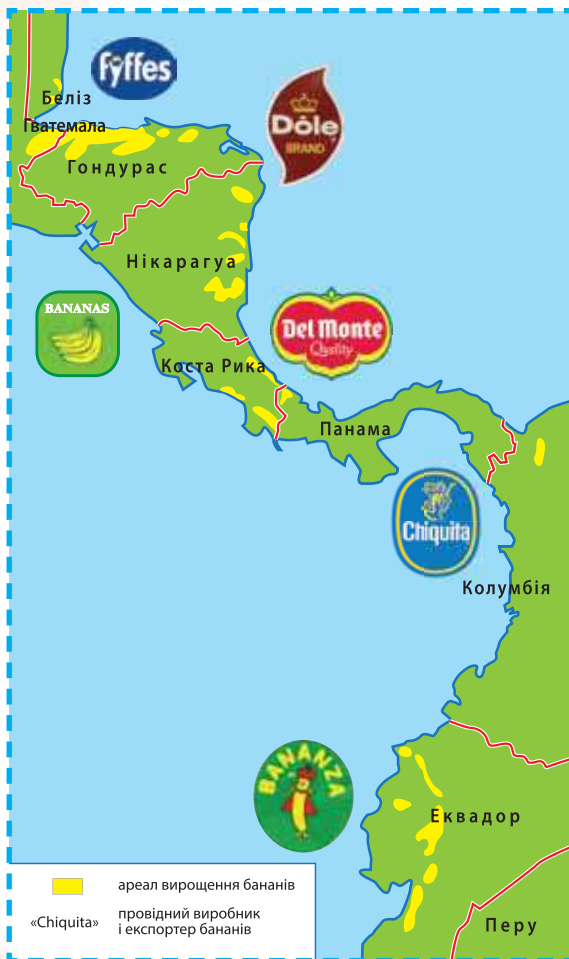 fyffes
Беліз
Гватемала
Dôle
BRAND
Гондурас
Нікарагуа
BANANAS
Del Monte
Quality
Коста Рика
Панама
Chiquita
Колумбія
BANANZA
Еквадор
ареал вирощення бананів
«Chiquita»
провідний виробник
і експортер бананів
Перу